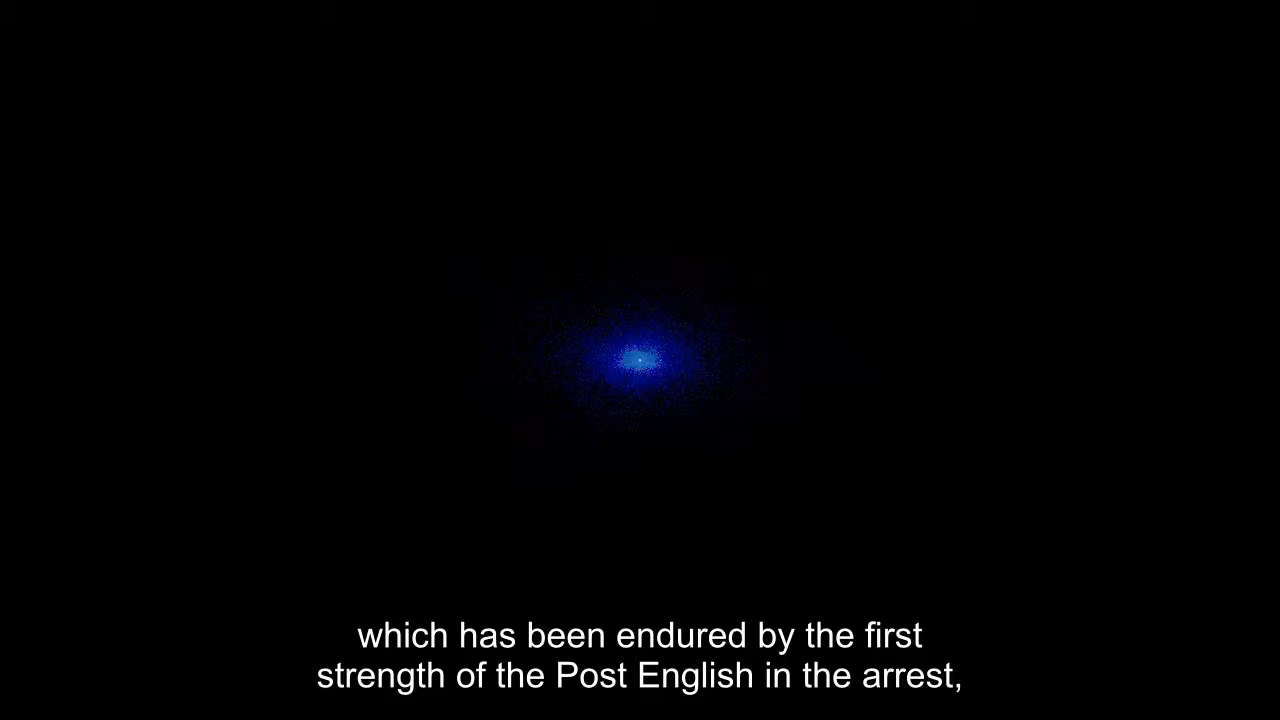 which has been endured by the first
strength of the Post English in the arrest,